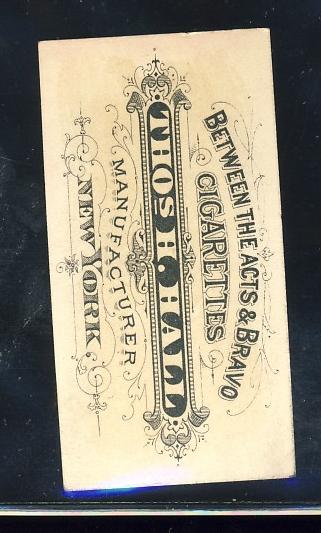 BETWEEN THE ACTS & BRAVO
CIGARETTES
THOS. H. HALL
MANUFACTURER
NEW YORK.